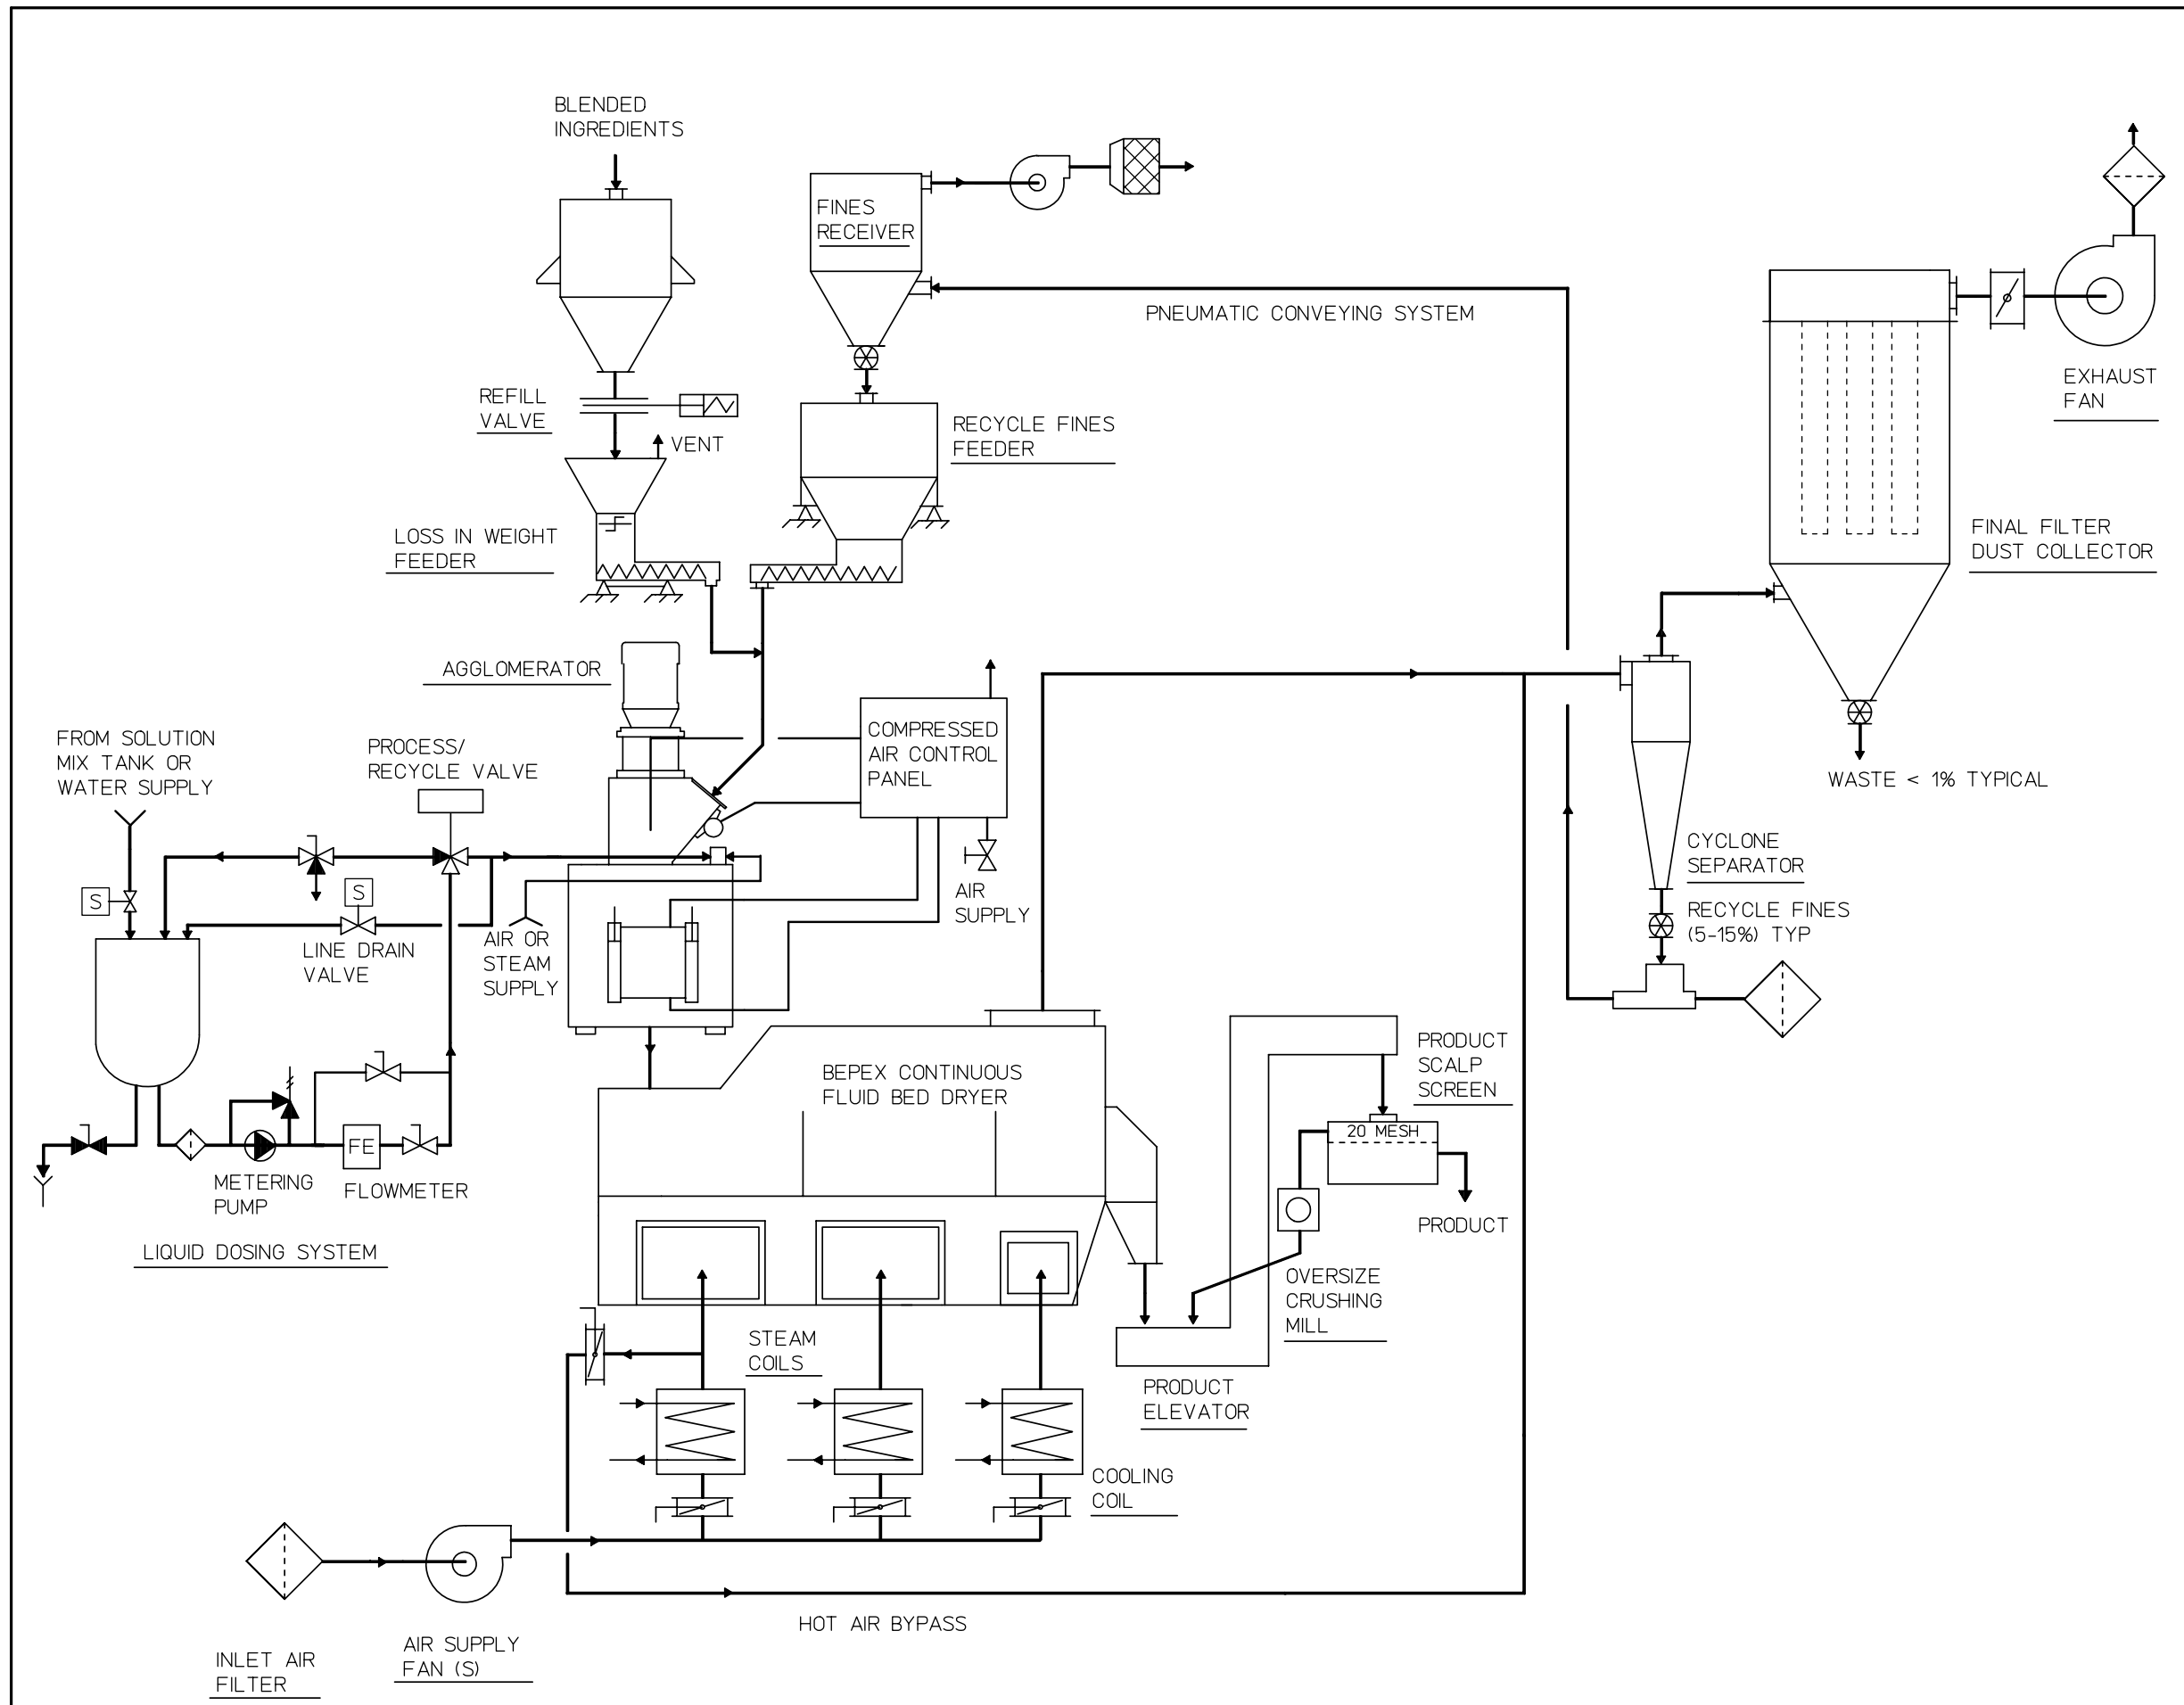 BLENDED
INGREDIENTS
FINES
RECEIVER
PNEUMATIC CONVEYING SYSTEM
EXHAUST
FAN
REFILL
VALVE
VENT
RECYCLE FINES
FEEDER
LOSS IN WEIGHT
FEEDER
FINAL FILTER
DUST COLLECTOR
AGGLOMERATOR
COMPRESSED
AIR CONTROL
PANEL
FROM SOLUTION
MIX TANK OR
WATER SUPPLY
PROCESS/
RECYCLE VALVE
WASTE < 1% TYPICAL
CYCLONE
SEPARATOR
S
S
AIR
SUPPLY
RECYCLE FINES
(5-15%) TYP
LINE DRAIN
VALVE
AIR OR
STEAM
SUPPLY
BEPEX CONTINUOUS
FLUID BED DRYER
PRODUCT
SCALP
SCREEN
20 MESH
FE
METERING
PUMP
FLOWMETER
PRODUCT
LIQUID DOSING SYSTEM
OVERSIZE
CRUSHING
MILL
STEAM
COILS
PRODUCT
ELEVATOR
COOLING
COIL
HOT AIR BYPASS
AIR SUPPLY
FAN (S)
INLET AIR
FILTER